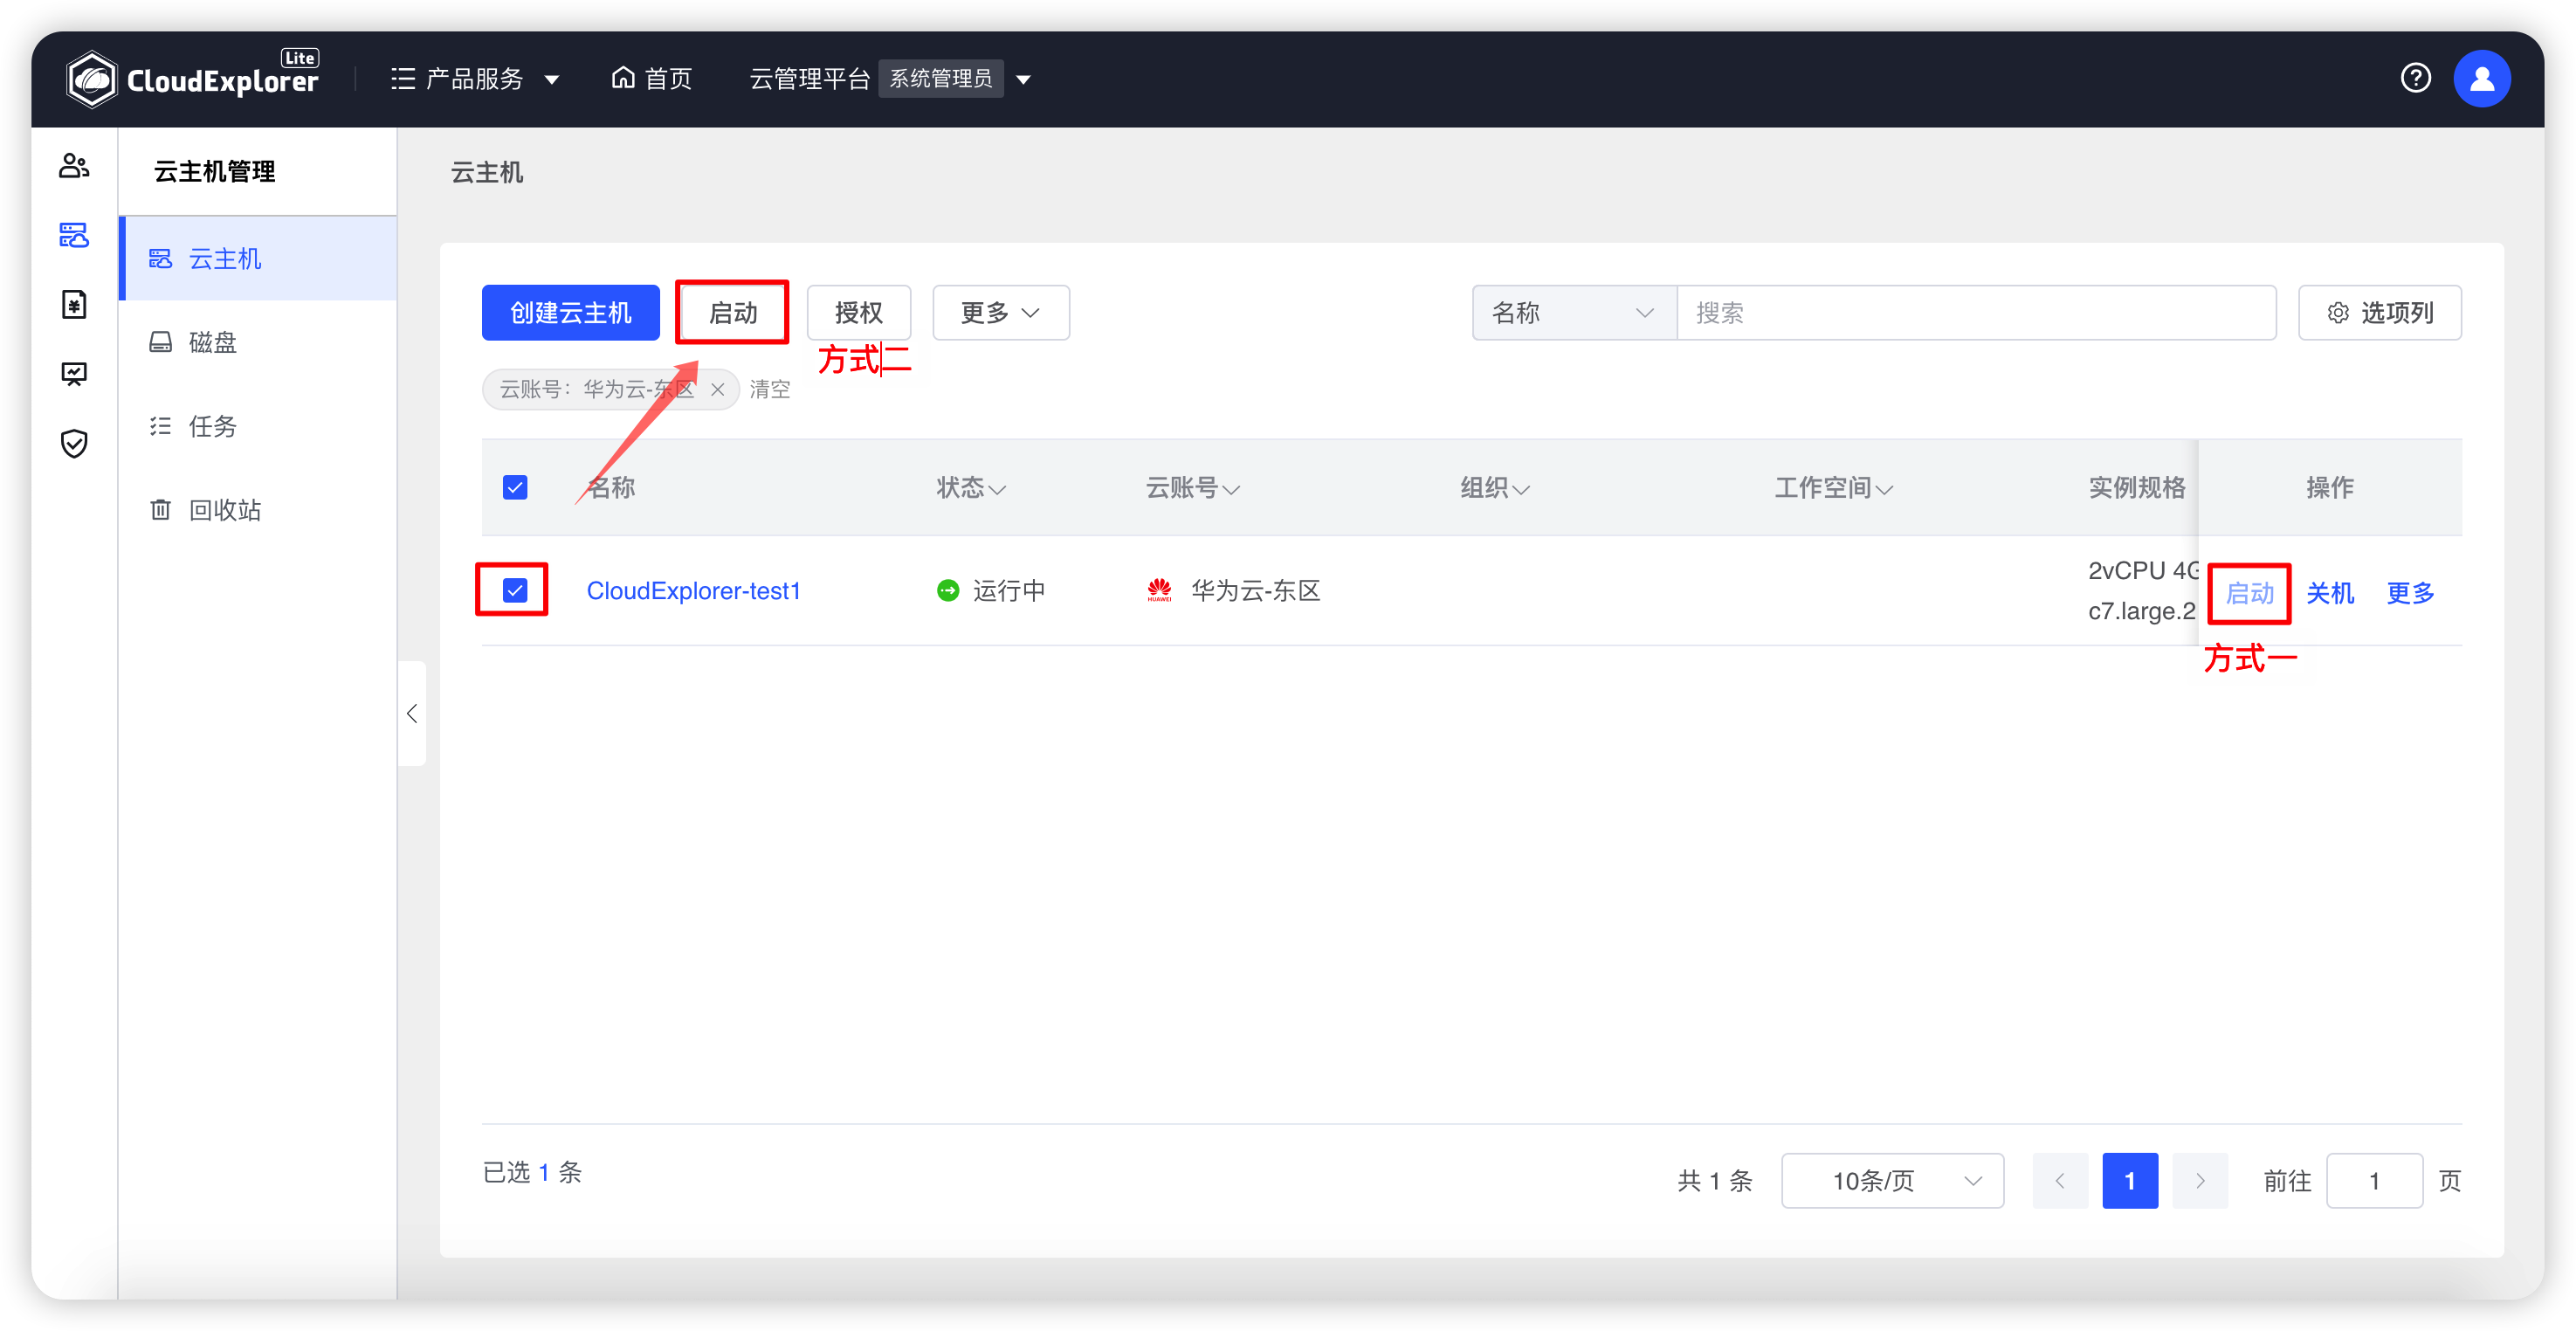 CloudExplorer Lite
产品服务
首页
云管理平台 系统管理员
云主机管理
云主机
磁盘
任务
回收站
云主机
创建云主机 启动 授权 更多
名称 搜索 选项列
方式二
云账号：华为云-东区 清空
名称 状态 云账号 组织 工作空间 实例规格 操作
CloudExplorer-test1 运行中 HUAWEI 华为云-东区 2vCPU 4G
c7.large.2
启动 关机 更多
方式一
已选 1 条
共 1 条 10条/页 1 前往 1 页